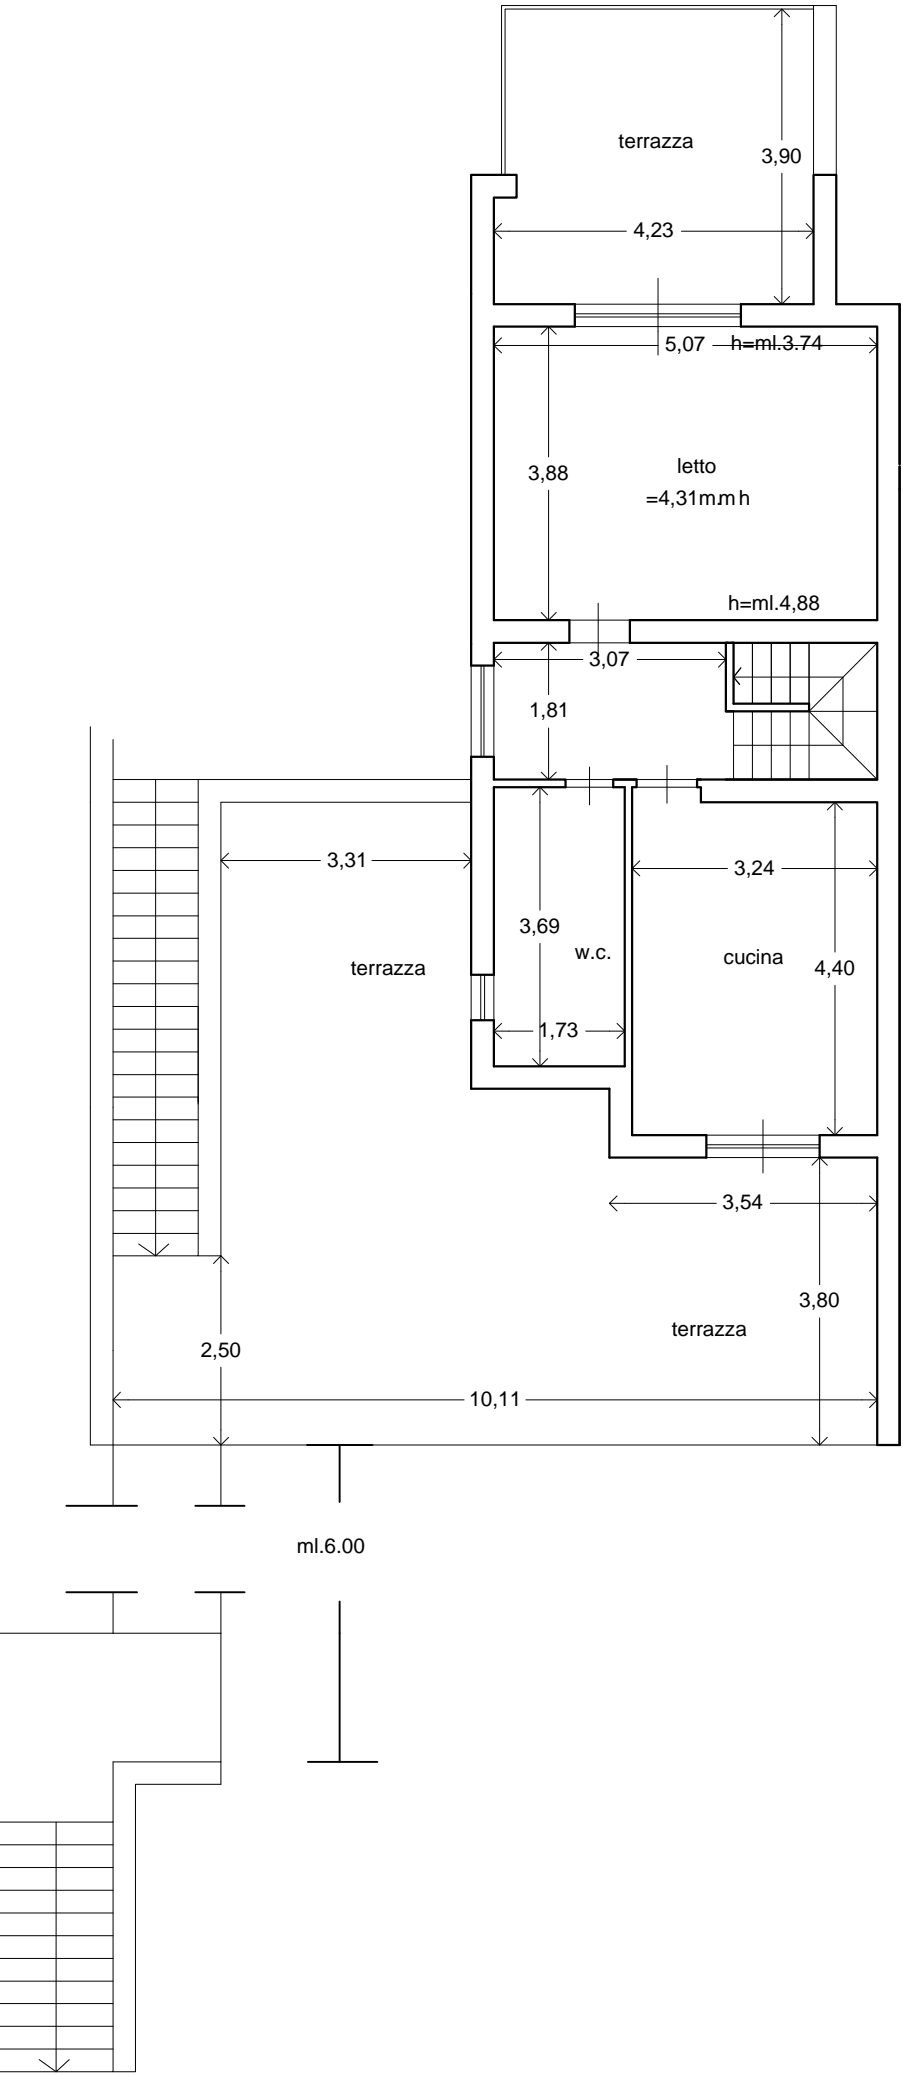 terrazza
3,90
4,23
5,07
h=ml.3.74
letto
3,88
=4,31m.m h
h=ml.4,88
3,07
1,81
3,31
3,24
3,69
w.c.
cucina
terrazza
4,40
1,73
3,54
3,80
terrazza
2,50
10,11
ml.6.00